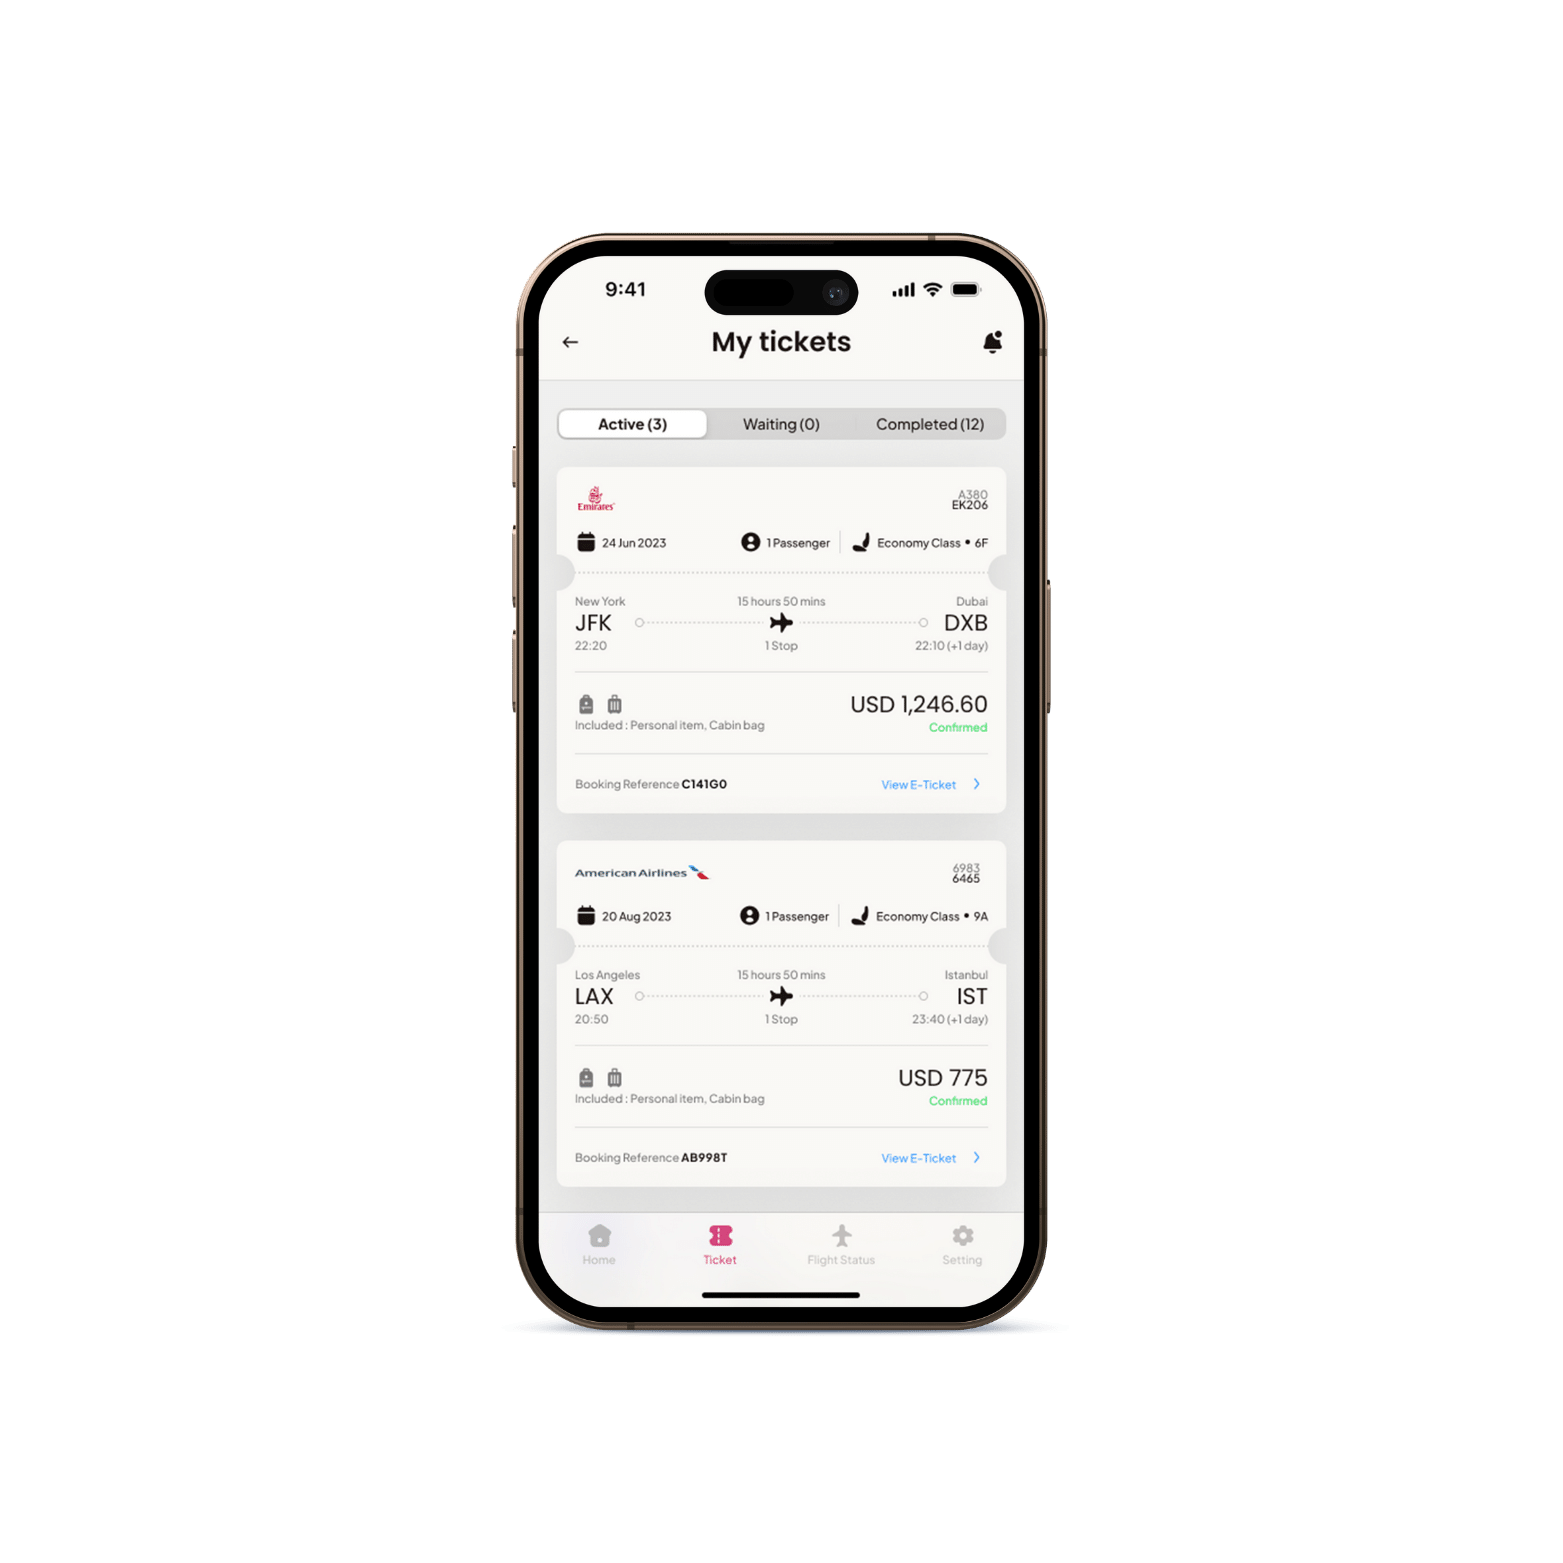 9:41
My tickets
Active (3) Waiting (0) Completed (12)
Emirates
A380
EK206
24 Jun 2023 1 Passenger Economy Class • 6F
New York 15 hours 50 mins Dubai
JFK DXB
22:20 1 Stop 22:10 (+1 day)
USD 1,246.60
Included : Personal item, Cabin bag Confirmed
Booking Reference C141G0 View E-Ticket >
American Airlines
6983
6465
20 Aug 2023 1 Passenger Economy Class • 9A
Los Angeles 15 hours 50 mins Istanbul
LAX IST
20:50 1 Stop 23:40 (+1 day)
USD 775
Included : Personal item, Cabin bag Confirmed
Booking Reference AB998T View E-Ticket >
Home Ticket Flight Status Setting